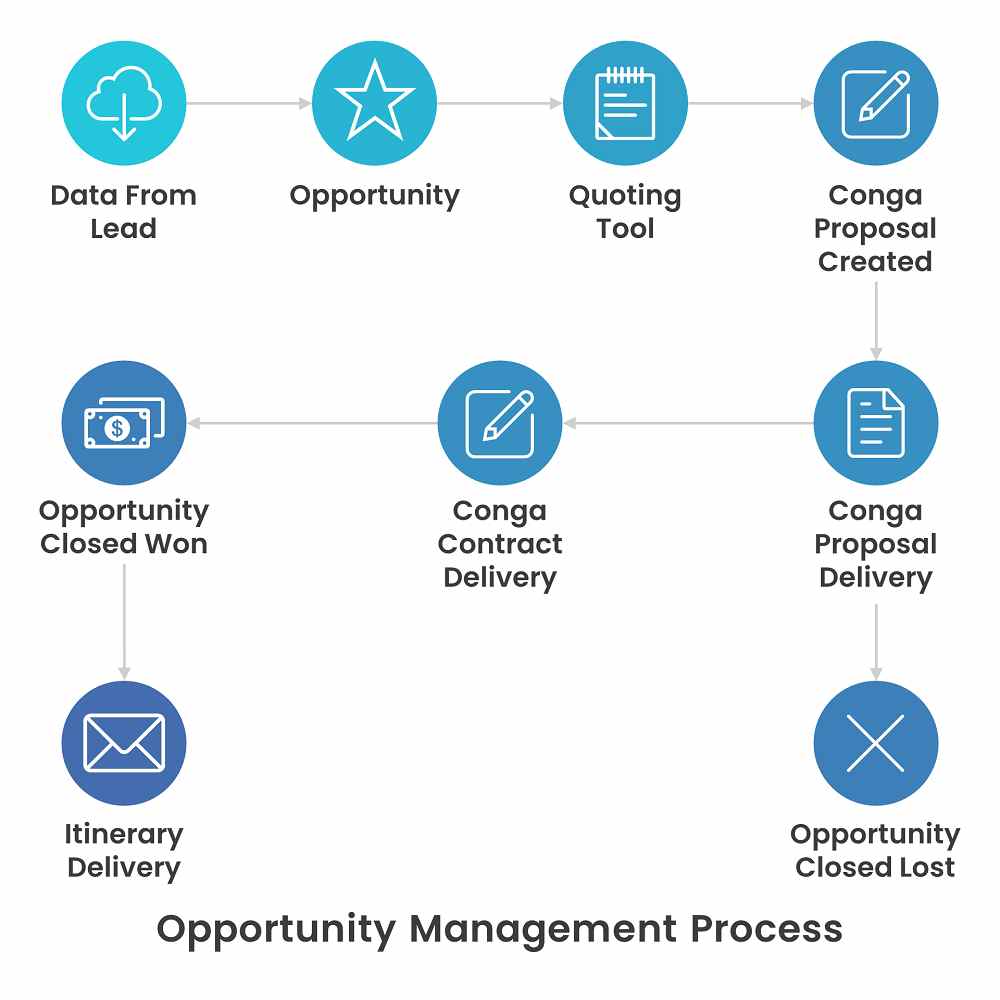 Data From
Lead
Opportunity
Quoting
Tool
Conga
Proposal
Created
Opportunity
Closed Won
Conga
Contract
Delivery
Conga
Proposal
Delivery
Itinerary
Delivery
Opportunity
Closed Lost
Opportunity Management Process